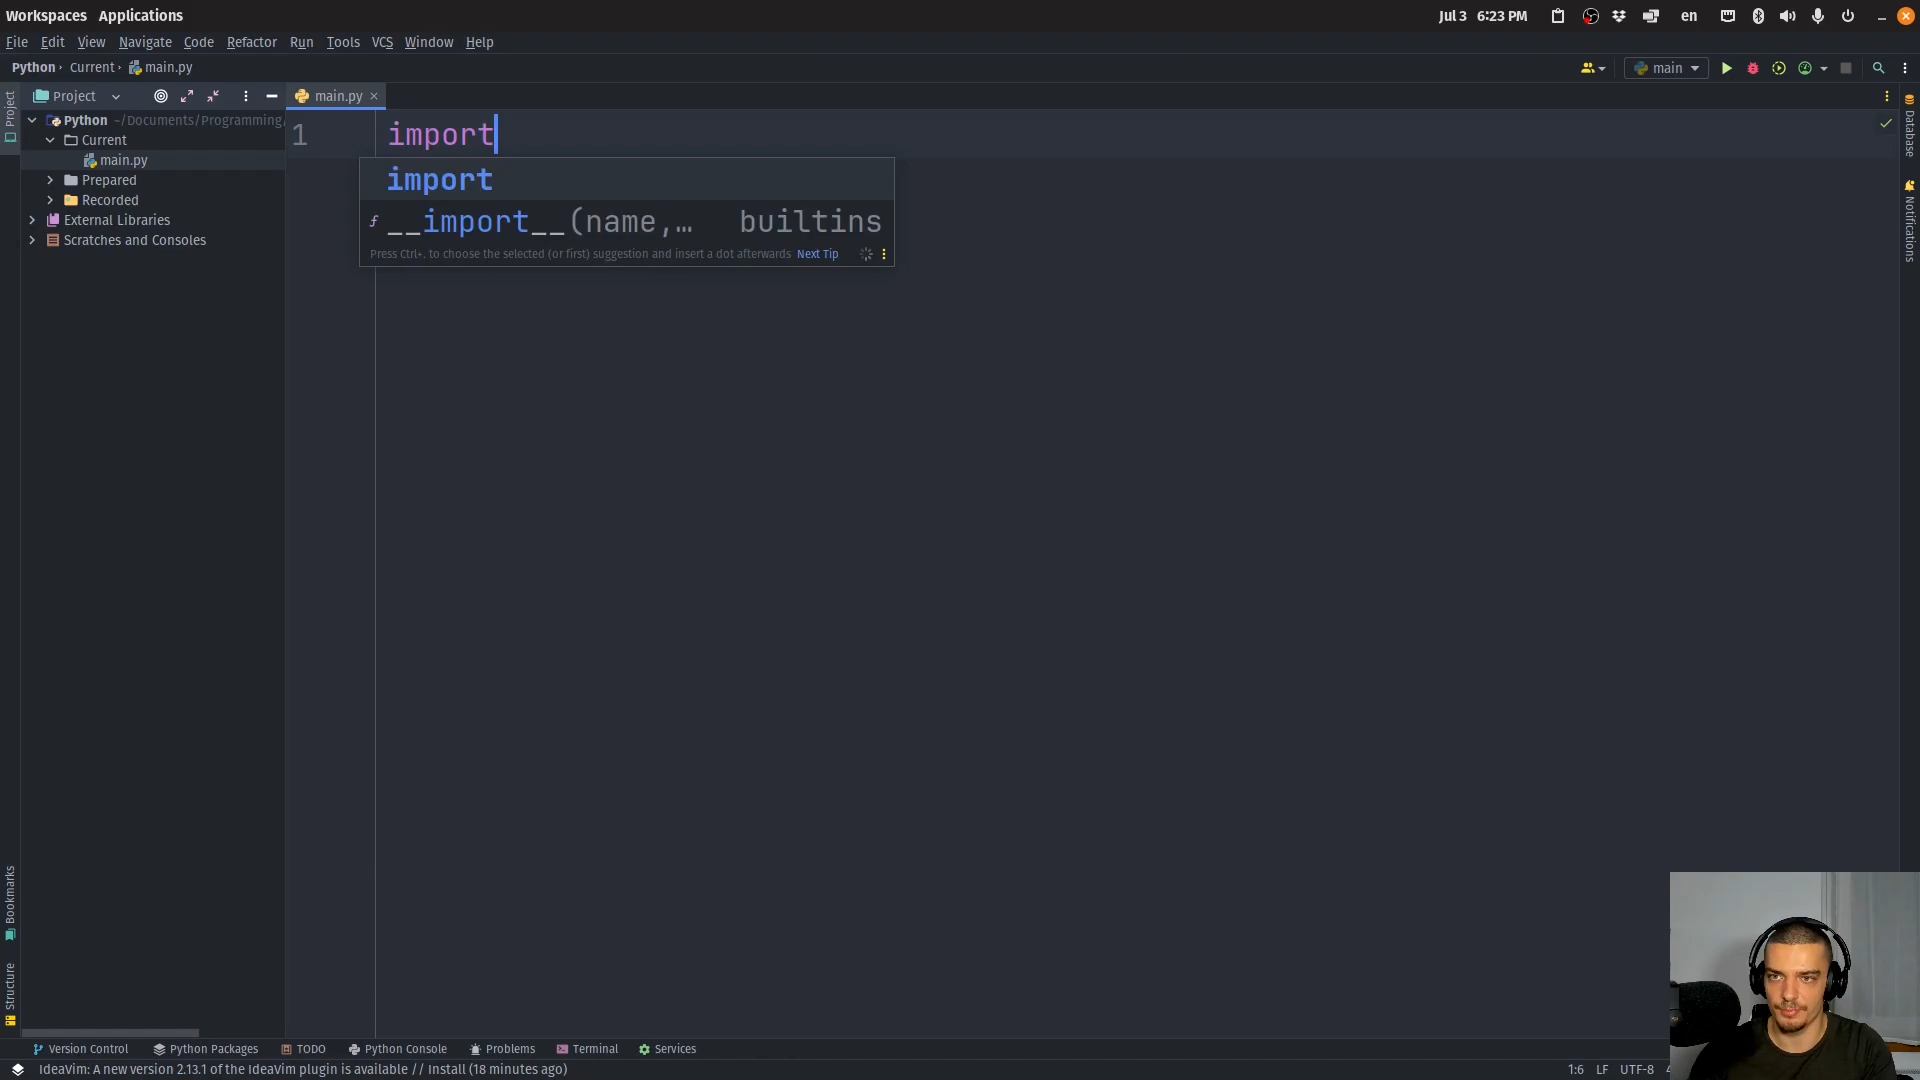 Workspaces Applications Jul 3 6:23 PM en
File Edit View Navigate Code Refactor Run Tools VCS Window Help
Python Current main.py main
Project
Project
main.py
Python ~/Documents/Programming/
Current
main.py
Prepared
Recorded
External Libraries
Scratches and Consoles
1 import
import
__import__(name,… builtins
Press Ctrl+. to choose the selected (or first) suggestion and insert a dot afterwards Next Tip
Database
Notifications
Bookmarks
Structure
Version Control Python Packages TODO Python Console Problems Terminal Services
IdeaVim: A new version 2.13.1 of the IdeaVim plugin is available // Install (18 minutes ago) 1:6 LF UTF-8